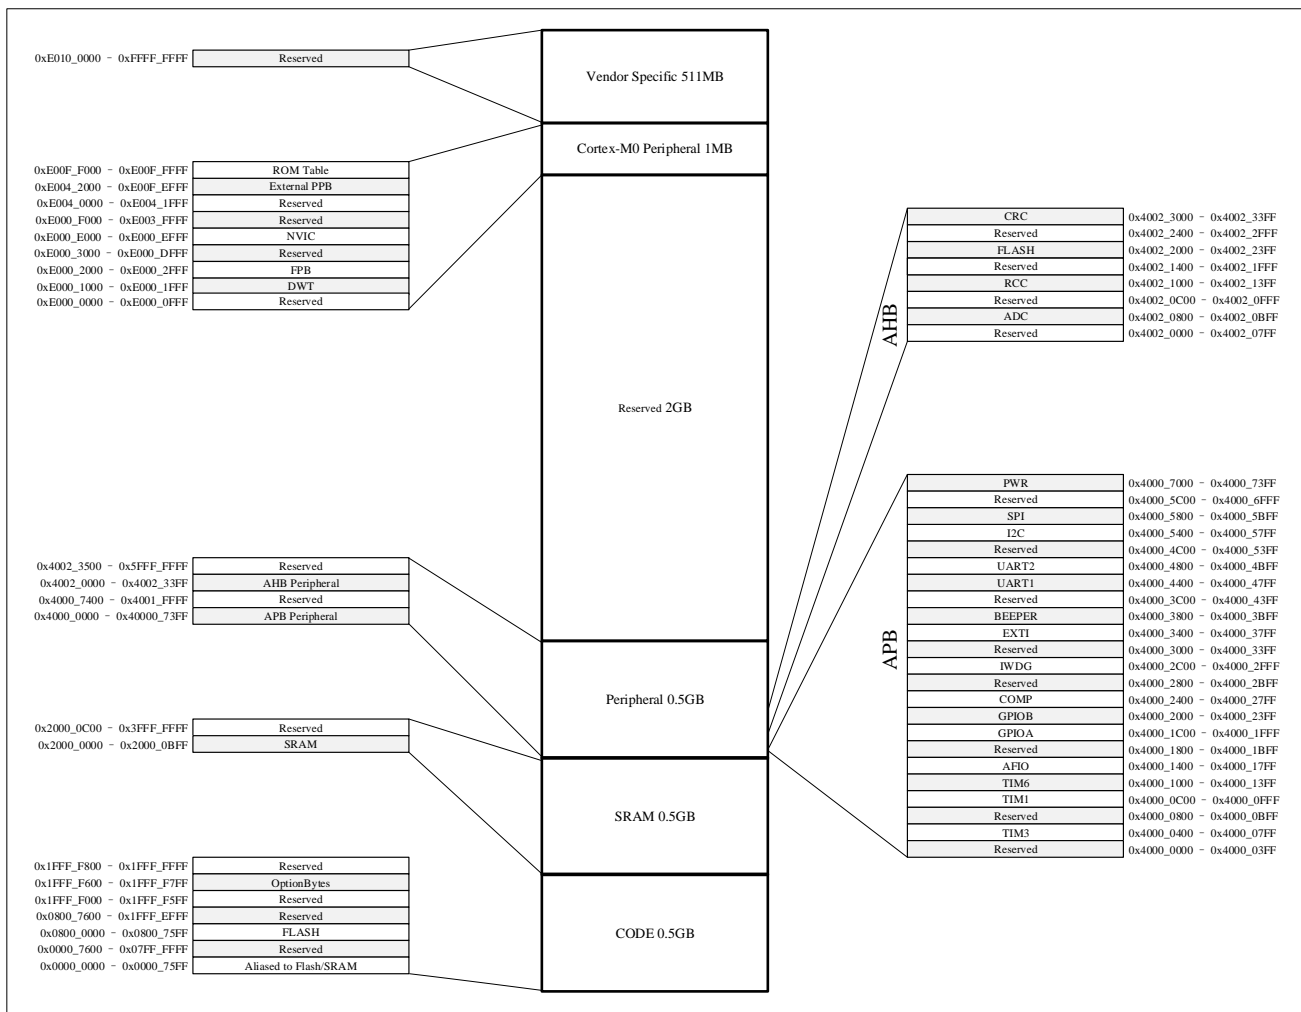 0xE010_0000 - 0xFFFF_FFFF Reserved
0xE00F_F000 - 0xE00F_FFFF ROM Table
0xE004_2000 - 0xE00F_EFFF External PPB
0xE004_0000 - 0xE004_1FFF Reserved
0xE000_F000 - 0xE003_FFFF Reserved
0xE000_E000 - 0xE000_EFFF NVIC
0xE000_3000 - 0xE000_DFFF Reserved
0xE000_2000 - 0xE000_2FFF FPB
0xE000_1000 - 0xE000_1FFF DWT
0xE000_0000 - 0xE000_0FFF Reserved
0x4002_3500 - 0x5FFF_FFFF Reserved
0x4002_0000 - 0x4002_33FF AHB Peripheral
0x4000_7400 - 0x4001_FFFF Reserved
0x4000_0000 - 0x40000_73FF APB Peripheral
0x2000_0C00 - 0x3FFF_FFFF Reserved
0x2000_0000 - 0x2000_0BFF SRAM
0x1FFF_F800 - 0x1FFF_FFFF Reserved
0x1FFF_F600 - 0x1FFF_F7FF OptionBytes
0x1FFF_F000 - 0x1FFF_F5FF Reserved
0x0800_7600 - 0x1FFF_EFFF Reserved
0x0800_0000 - 0x0800_75FF FLASH
0x0000_7600 - 0x07FF_FFFF Reserved
0x0000_0000 - 0x0000_75FF Aliased to Flash/SRAM
Vendor Specific 511MB
Cortex-M0 Peripheral 1MB
Reserved 2GB
Peripheral 0.5GB
SRAM 0.5GB
CODE 0.5GB
AHB
CRC 0x4002_3000 - 0x4002_33FF
Reserved 0x4002_2400 - 0x4002_2FFF
FLASH 0x4002_2000 - 0x4002_23FF
Reserved 0x4002_1400 - 0x4002_1FFF
RCC 0x4002_1000 - 0x4002_13FF
Reserved 0x4002_0C00 - 0x4002_0FFF
ADC 0x4002_0800 - 0x4002_0BFF
Reserved 0x4002_0000 - 0x4002_07FF
APB
PWR 0x4000_7000 - 0x4000_73FF
Reserved 0x4000_5C00 - 0x4000_6FFF
SPI 0x4000_5800 - 0x4000_5BFF
I2C 0x4000_5400 - 0x4000_57FF
Reserved 0x4000_4C00 - 0x4000_53FF
UART2 0x4000_4800 - 0x4000_4BFF
UART1 0x4000_4400 - 0x4000_47FF
Reserved 0x4000_3C00 - 0x4000_43FF
BEEPER 0x4000_3800 - 0x4000_3BFF
EXTI 0x4000_3400 - 0x4000_37FF
Reserved 0x4000_3000 - 0x4000_33FF
IWDG 0x4000_2C00 - 0x4000_2FFF
Reserved 0x4000_2800 - 0x4000_2BFF
COMP 0x4000_2400 - 0x4000_27FF
GPIOB 0x4000_2000 - 0x4000_23FF
GPIOA 0x4000_1C00 - 0x4000_1FFF
Reserved 0x4000_1800 - 0x4000_1BFF
AFIO 0x4000_1400 - 0x4000_17FF
TIM6 0x4000_1000 - 0x4000_13FF
TIM1 0x4000_0C00 - 0x4000_0FFF
Reserved 0x4000_0800 - 0x4000_0BFF
TIM3 0x4000_0400 - 0x4000_07FF
Reserved 0x4000_0000 - 0x4000_03FF